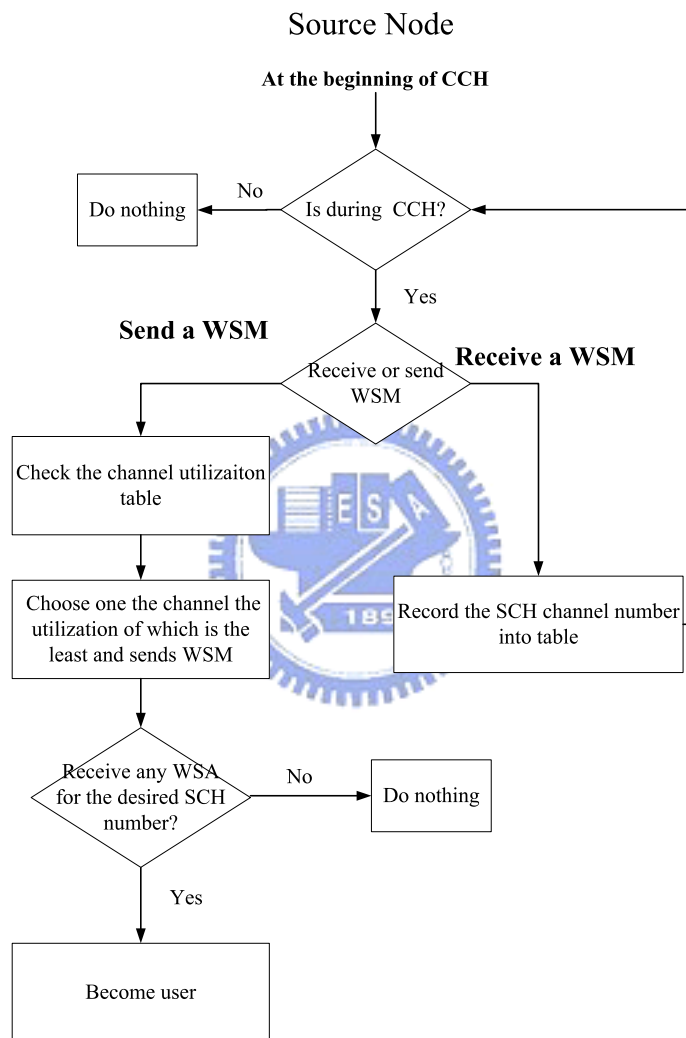 Source Node
At the beginning of CCH
Is during CCH?
No
Do nothing
Yes
Send a WSM
Receive a WSM
Receive or send
WSM
Check the channel utilizaiton
table
Choose one the channel the
utilization of which is the
least and sends WSM
Record the SCH channel number
into table
E S A
189
Receive any WSA
for the desired SCH
number?
No
Do nothing
Yes
Become user